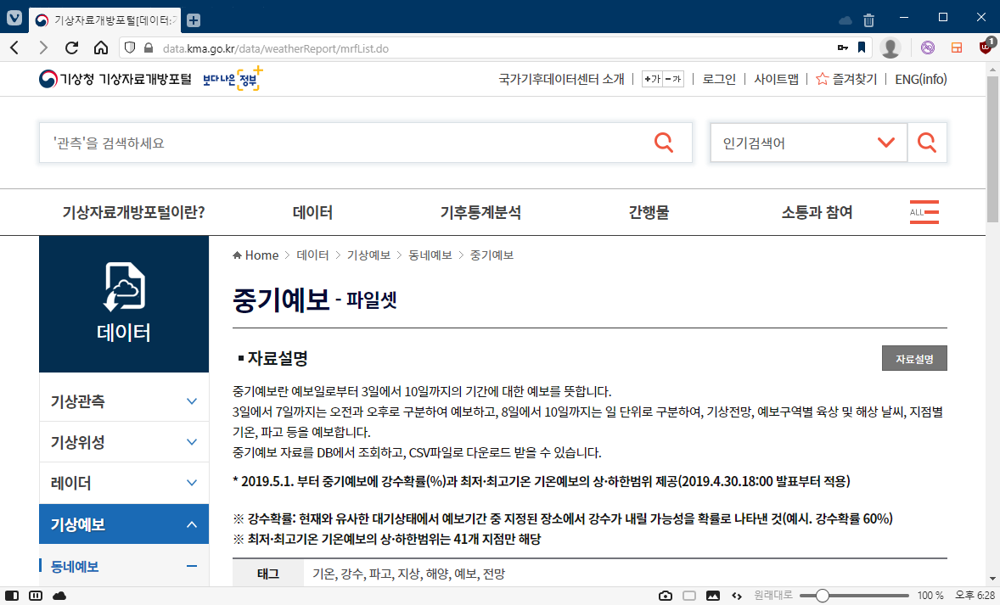 기상자료개방포털[데이터:
data.kma.go.kr/data/weatherReport/mrfList.do
1
기상청 기상자료개방포털 보다나은 정부
국가기후데이터센터 소개 | +가 -가 | 로그인 | 사이트맵 | 즐겨찾기 | ENG(info)
'관측'을 검색하세요
인기검색어
기상자료개방포털이란? 데이터 기후통계분석 간행물 소통과 참여 ALL
데이터
Home > 데이터 > 기상예보 > 동네예보 > 중기예보
중기예보 - 파일셋
▪ 자료설명
자료설명
중기예보란 예보일로부터 3일에서 10일까지의 기간에 대한 예보를 뜻합니다.
3일에서 7일까지는 오전과 오후로 구분하여 예보하고, 8일에서 10일까지는 일 단위로 구분하여, 기상전망, 예보구역별 육상 및 해상 날씨, 지점별
기온, 파고 등을 예보합니다.
중기예보 자료를 DB에서 조회하고, CSV파일로 다운로드 받을 수 있습니다.
* 2019.5.1. 부터 중기예보에 강수확률(%)과 최저·최고기온 기온예보의 상·하한범위 제공(2019.4.30.18:00 발표부터 적용)
※ 강수확률: 현재와 유사한 대기상태에서 예보기간 중 지정된 장소에서 강수가 내릴 가능성을 확률로 나타낸 것(예시. 강수확률 60%)
※ 최저·최고기온 기온예보의 상·하한범위는 41개 지점만 해당
태그 기온, 강수, 파고, 지상, 해양, 예보, 전망
기상관측
기상위성
레이더
기상예보
동네예보
원래대로 100 % 오후 6:28